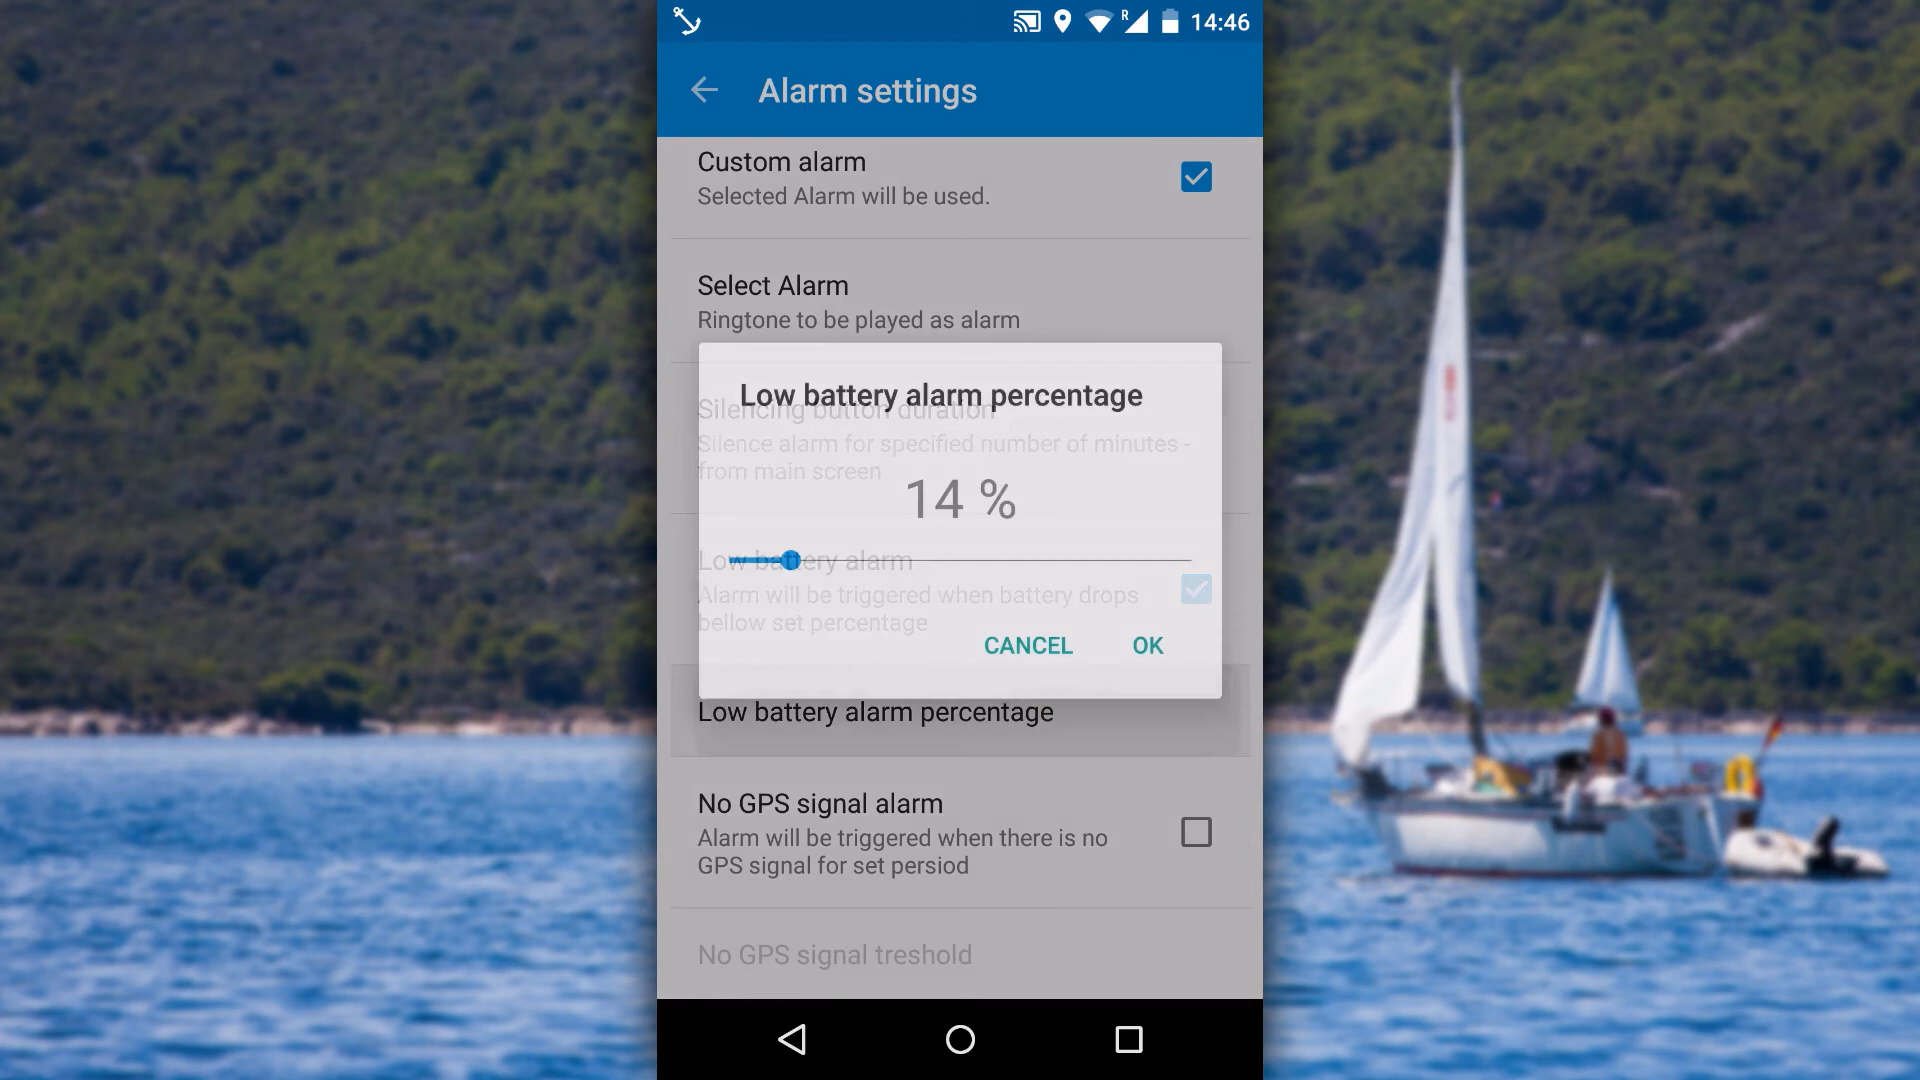 R
14:46
Alarm settings
Custom alarm
Selected Alarm will be used.
Select Alarm
Ringtone to be played as alarm
Low battery alarm percentage
Silencing button duration
Silence alarm for specified number of minutes -
from main screen
14 %
Low battery alarm
Alarm will be triggered when battery drops
bellow set percentage
CANCEL OK
Low battery alarm percentage
No GPS signal alarm
Alarm will be triggered when there is no
GPS signal for set persiod
No GPS signal treshold